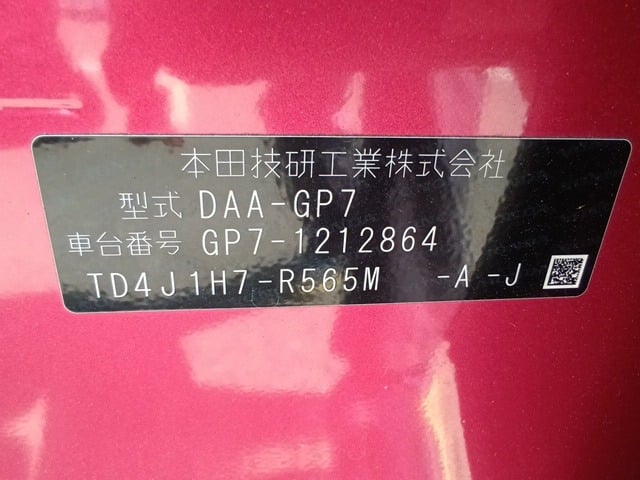 本田技研工業株式会社
型式 DAA-GP7
車台番号 GP7-1212864
TD4J1H7-R565M -A -J